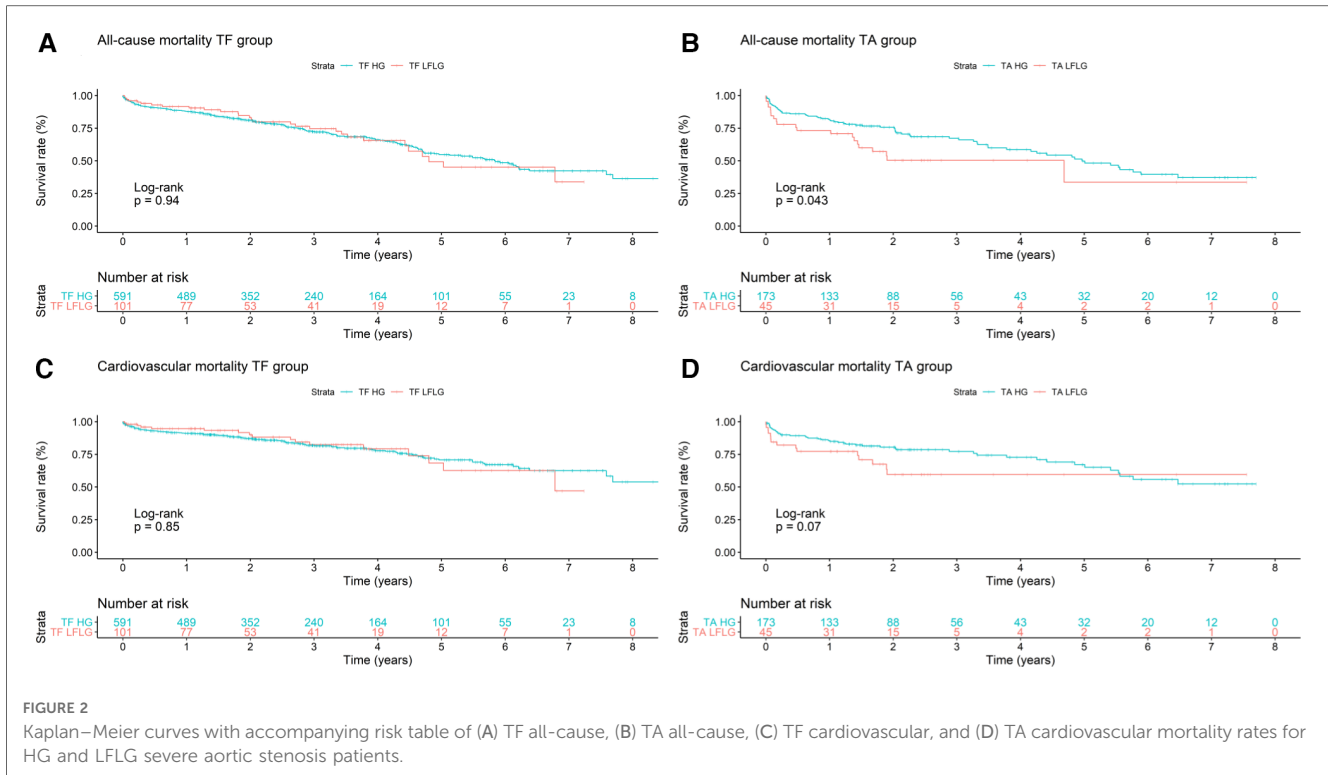 A
All-cause mortality TF group
Strata TF HG TF LFLG
1.00
0.75
0.50
0.25
0.00
Survival rate (%)
Log-rank
p = 0.94
0 1 2 3 4 5 6 7 8
Time (years)
Number at risk
Strata
TF HG 591 489 352 240 164 101 55 23 8
TF LFLG 101 77 53 41 19 12 7 1 0
0 1 2 3 4 5 6 7 8
Time (years)
B
All-cause mortality TA group
Strata TA HG TA LFLG
1.00
0.75
0.50
0.25
0.00
Survival rate (%)
Log-rank
p = 0.043
0 1 2 3 4 5 6 7 8
Time (years)
Number at risk
Strata
TA HG 173 133 88 56 43 32 20 12 0
TA LFLG 45 31 15 5 4 2 2 1 0
0 1 2 3 4 5 6 7 8
Time (years)
C
Cardiovascular mortality TF group
Strata TF HG TF LFLG
1.00
0.75
0.50
0.25
0.00
Survival rate (%)
Log-rank
p = 0.85
0 1 2 3 4 5 6 7 8
Time (years)
Number at risk
Strata
TF HG 591 489 352 240 164 101 55 23 8
TF LFLG 101 77 53 41 19 12 7 1 0
0 1 2 3 4 5 6 7 8
Time (years)
D
Cardiovascular mortality TA group
Strata TA HG TA LFLG
1.00
0.75
0.50
0.25
0.00
Survival rate (%)
Log-rank
p = 0.07
0 1 2 3 4 5 6 7 8
Time (years)
Number at risk
Strata
TA HG 173 133 88 56 43 32 20 12 0
TA LFLG 45 31 15 5 4 2 2 1 0
0 1 2 3 4 5 6 7 8
Time (years)
FIGURE 2
Kaplan–Meier curves with accompanying risk table of (A) TF all-cause, (B) TA all-cause, (C) TF cardiovascular, and (D) TA cardiovascular mortality rates for
HG and LFLG severe aortic stenosis patients.